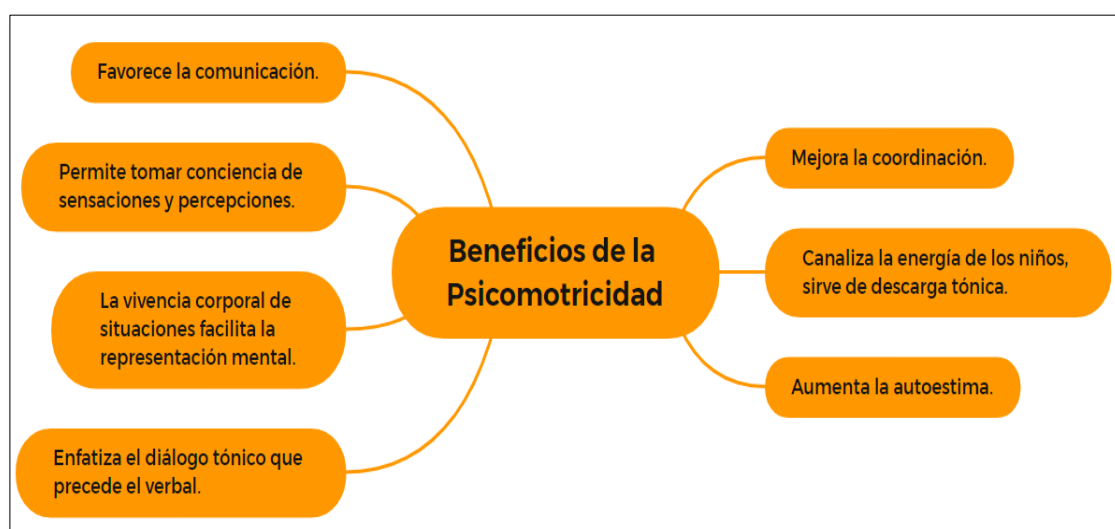 Beneficios de la
Psicomotricidad
Favorece la comunicación.
Permite tomar conciencia de
sensaciones y percepciones.
La vivencia corporal de
situaciones facilita la
representación mental.
Enfatiza el diálogo tónico que
precede el verbal.
Mejora la coordinación.
Canaliza la energía de los niños,
sirve de descarga tónica.
Aumenta la autoestima.